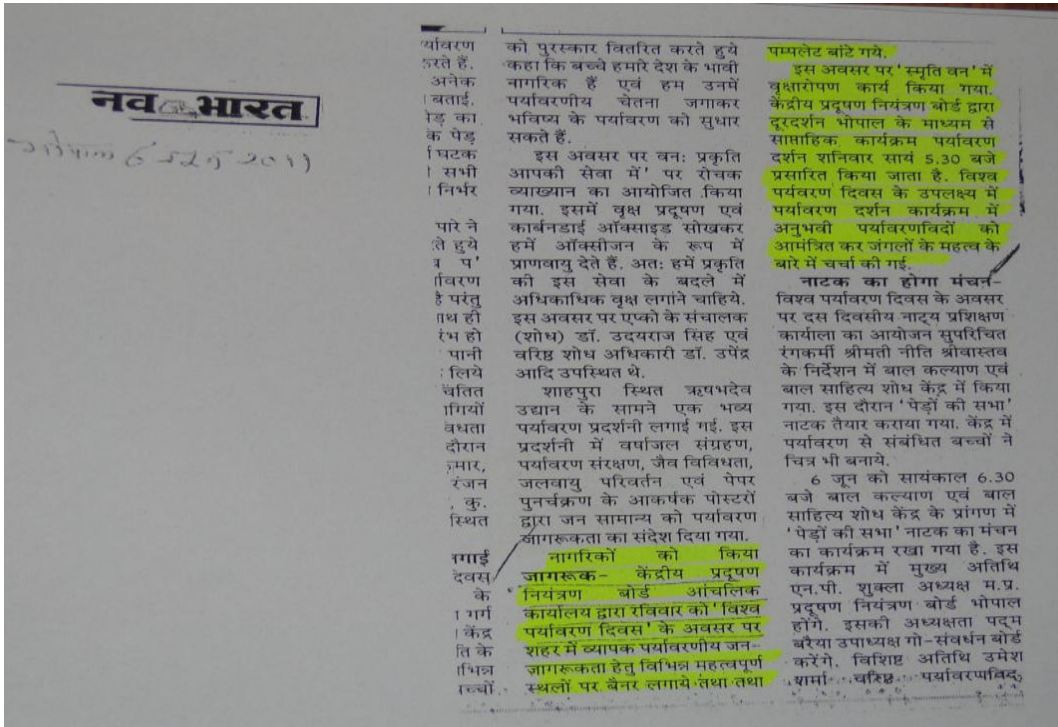 नव भारत
6 जून 2011
र्यावरण
करते हैं.
अनेक
बताई.
पेड़ का
के पेड़
घटक
सभी
निर्भर
पारे ने
ते हुये
व प'
विरण
है परंतु
ाथ ही
रंभ हो
पानी
लिये
वंतित
ागियों
वधता
दौरान
ुमार,
रंजन
, कु.
स्थित
नगाई
देवस
के
गर्ग
केंद्र
ति के
भिन्न
ाच्चों
को पुरस्कार वितरित करते हुये
कहा कि बच्चे हमारे देश के भावी
नागरिक हैं एवं हम उनमें
पर्यावरणीय चेतना जगाकर
भविष्य के पर्यावरण को सुधार
सकते हैं.
इस अवसर पर वन: प्रकृति
आपकी सेवा में' पर रोचक
व्याख्यान का आयोजित किया
गया. इसमें वृक्ष प्रदूषण एवं
कार्बनडाई ऑक्साइड सोखकर
हमें ऑक्सीजन के रूप में
प्राणवायु देते हैं. अत: हमें प्रकृति
की इस सेवा के बदले में
अधिकाधिक वृक्ष लगांने चाहिये.
इस अवसर पर एप्को के संचालक
(शोध) डॉ. उदयराज सिंह एवं
वरिष्ठ शोध अधिकारी डॉ. उपेंद्र
आदि उपस्थित थे.
शाहपुरा स्थित ऋषभदेव
उद्यान के सामने एक भव्य
पर्यावरण प्रदर्शनी लगाई गई. इस
प्रदर्शनी में वर्षाजल संग्रहण,
पर्यावरण संरक्षण, जैव विविधता,
जलवायु परिवर्तन एवं पेपर
पुनर्चक्रण के आकर्षक पोस्टरों
द्वारा जन सामान्य को पर्यावरण
जागरूकता का संदेश दिया गया.
नागरिकों को किया
जागरूक- केंद्रीय प्रदूषण
नियंत्रण बोर्ड आंचलिक
कार्यालय द्वारा रविवार को 'विश्व
पर्यावरण दिवस' के अवसर पर
शहर में व्यापक पर्यावरणीय जन-
जागरूकता हेतु विभिन्न महत्वपूर्ण
स्थलों पर बैनर लगाये तथा तथा
पम्पलेट बांटे गये.
इस अवसर पर 'स्मृति वन' में
वृक्षारोपण कार्य किया गया.
केंद्रीय प्रदूषण नियंत्रण बोर्ड द्वारा
दूरदर्शन भोपाल के माध्यम से
साप्ताहिक कार्यक्रम पर्यावरण
दर्शन शनिवार सायं 5.30 बजे
प्रसारित किया जाता है. विश्व
पर्यवरण दिवस के उपलक्ष्य में
पर्यावरण दर्शन कार्यक्रम में
अनुभवी पर्यावरणविदों को
आमंत्रित कर जंगलों के महत्व के
बारे में चर्चा की गई.
नाटक का होगा मंचन-
विश्व पर्यावरण दिवस के अवसर
पर दस दिवसीय नाट्य प्रशिक्षण
कार्याला का आयोजन सुपरिचित
रंगकर्मी श्रीमती नीति श्रीवास्तव
के निर्देशन में बाल कल्याण एवं
बाल साहित्य शोध केंद्र में किया
गया. इस दौरान 'पेड़ों की सभा'
नाटक तैयार कराया गया. केंद्र में
पर्यावरण से संबंधित बच्चों ने
चित्र भी बनाये.
6 जून को सायंकाल 6.30
बजे बाल कल्याण एवं बाल
साहित्य शोध केंद्र के प्रांगण में
'पेड़ों की सभा' नाटक का मंचन
का कार्यक्रम रखा गया है. इस
कार्यक्रम में मुख्य अतिथि
एन.पी. शुक्ला अध्यक्ष म.प्र.
प्रदूषण नियंत्रण बोर्ड भोपाल
होंगे. इसकी अध्यक्षता पद्म
बरैया उपाध्यक्ष गो-संवर्धन बोर्ड
करेंगे. विशिष्ट अतिथि उमेश
शर्मा वरिष्ठ पर्यावरणविद्